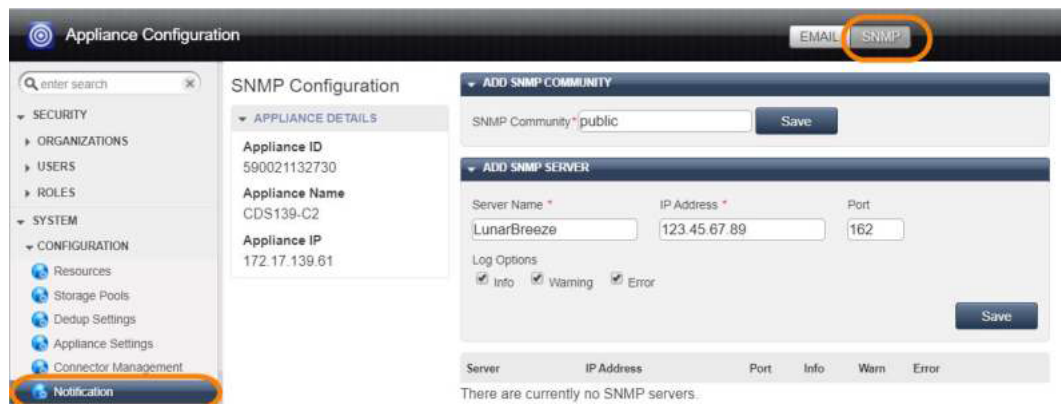 Appliance Configuration
EMAIL SNMP
enter search
SECURITY
ORGANIZATIONS
USERS
ROLES
SYSTEM
CONFIGURATION
Resources
Storage Pools
Dedup Settings
Appliance Settings
Connector Management
Notification
SNMP Configuration
APPLIANCE DETAILS
Appliance ID
590021132730
Appliance Name
CDS139-C2
Appliance IP
172.17.139.61
ADD SNMP COMMUNITY
SNMP Community* public Save
ADD SNMP SERVER
Server Name * IP Address * Port
LunarBreeze 123.45.67.89 162
Log Options
Info Warning Error
Save
Server IP Address Port Info Warn Error
There are currently no SNMP servers.